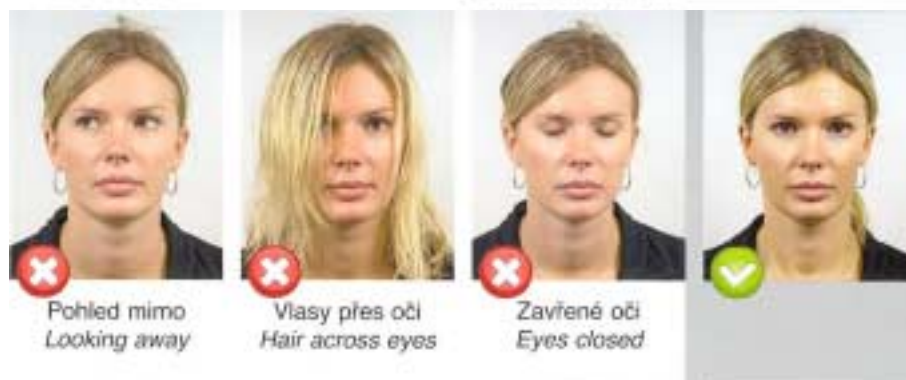 Pohled mimo
Looking away
Vlasy přes oči
Hair across eyes
Zavřené oči
Eyes closed